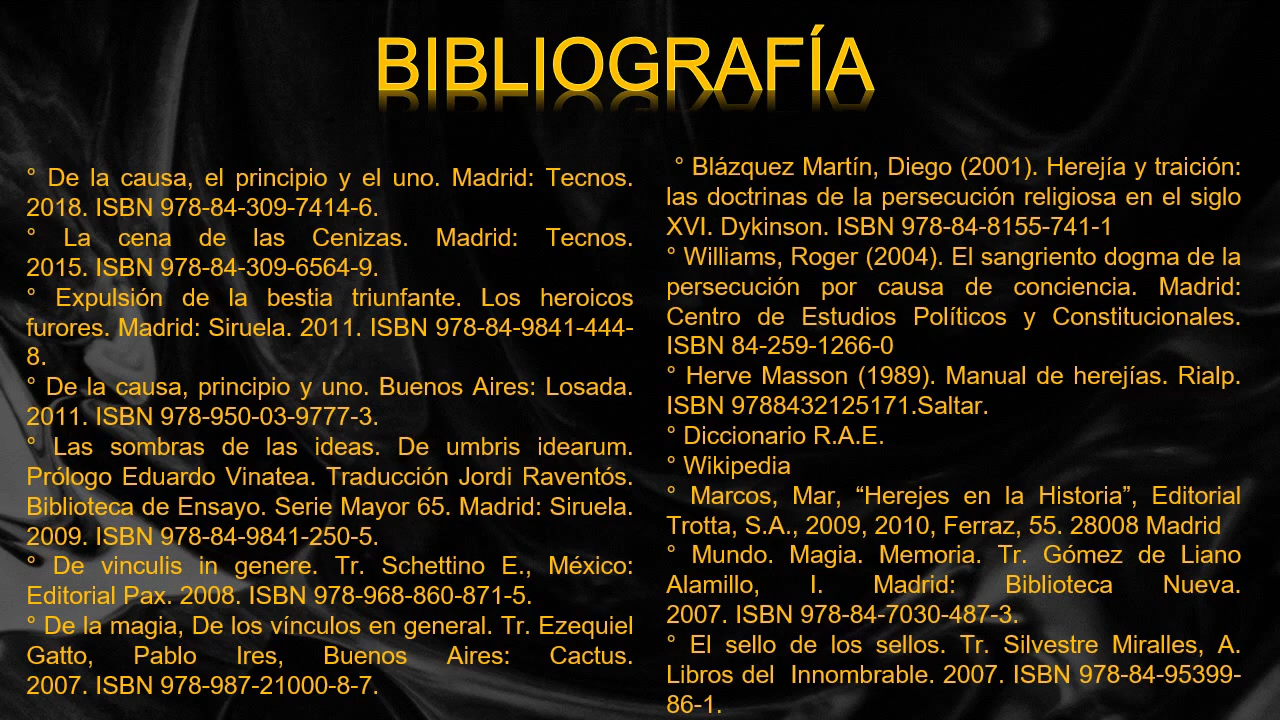 BIBLIOGRAFÍA
° De la causa, el principio y el uno. Madrid: Tecnos.
2018. ISBN 978-84-309-7414-6.
° La cena de las Cenizas. Madrid: Tecnos.
2015. ISBN 978-84-309-6564-9.
° Expulsión de la bestia triunfante. Los heroicos
furores. Madrid: Siruela. 2011. ISBN 978-84-9841-444-
8.
° De la causa, principio y uno. Buenos Aires: Losada.
2011. ISBN 978-950-03-9777-3.
° Las sombras de las ideas. De umbris idearum.
Prólogo Eduardo Vinatea. Traducción Jordi Raventós.
Biblioteca de Ensayo. Serie Mayor 65. Madrid: Siruela.
2009. ISBN 978-84-9841-250-5.
° De vinculis in genere. Tr. Schettino E., México:
Editorial Pax. 2008. ISBN 978-968-860-871-5.
° De la magia, De los vínculos en general. Tr. Ezequiel
Gatto, Pablo Ires, Buenos Aires: Cactus.
2007. ISBN 978-987-21000-8-7.
° Blázquez Martín, Diego (2001). Herejía y traición:
las doctrinas de la persecución religiosa en el siglo
XVI. Dykinson. ISBN 978-84-8155-741-1
° Williams, Roger (2004). El sangriento dogma de la
persecución por causa de conciencia. Madrid:
Centro de Estudios Políticos y Constitucionales.
ISBN 84-259-1266-0
° Herve Masson (1989). Manual de herejías. Rialp.
ISBN 9788432125171.Saltar.
° Diccionario R.A.E.
° Wikipedia
° Marcos, Mar, “Herejes en la Historia”, Editorial
Trotta, S.A., 2009, 2010, Ferraz, 55. 28008 Madrid
° Mundo. Magia. Memoria. Tr. Gómez de Liano
Alamillo, I. Madrid: Biblioteca Nueva.
2007. ISBN 978-84-7030-487-3.
° El sello de los sellos. Tr. Silvestre Miralles, A.
Libros del Innombrable. 2007. ISBN 978-84-95399-
86-1.